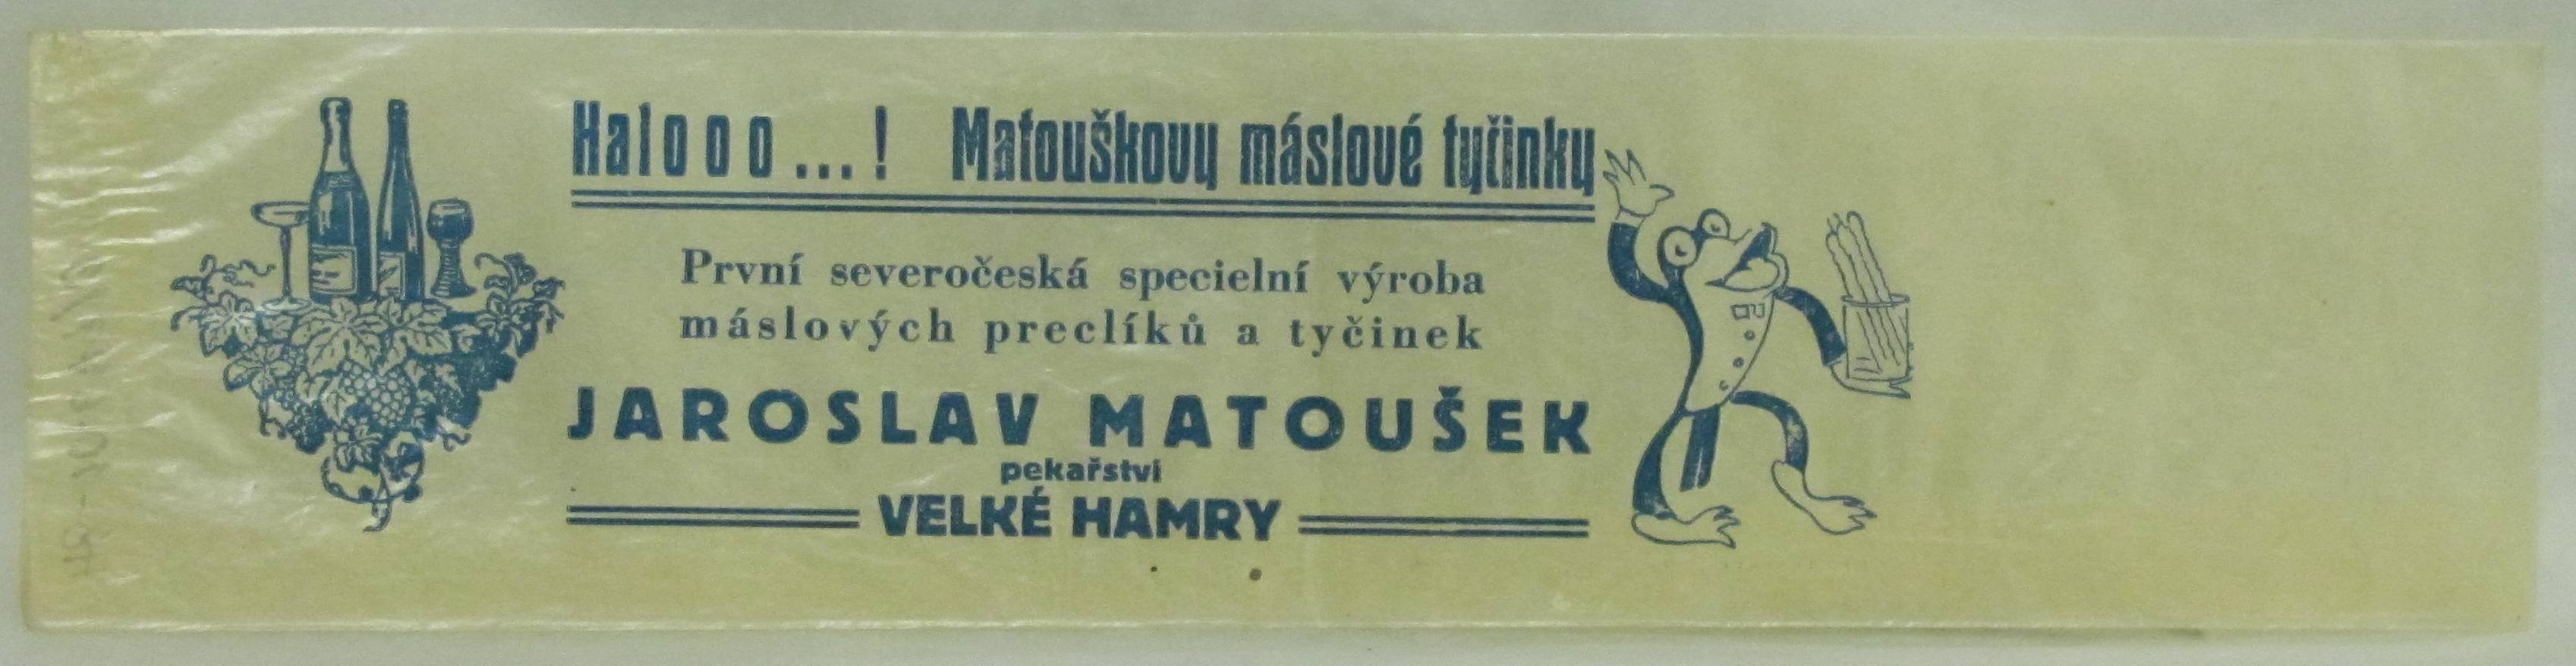 Halooo...! Matouškovy máslové tyčinky
První severočeská specielní výroba
máslových preclíků a tyčinek
JAROSLAV MATOUŠEK
pekařství
VELKÉ HAMRY